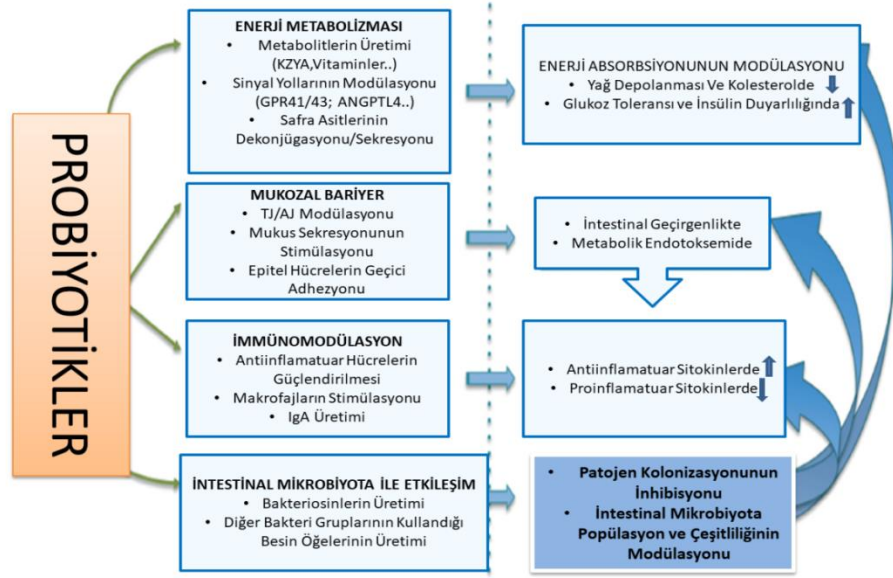 PROBİYOTİKLER
ENERJİ METABOLİZMASI
• Metabolitlerin Üretimi
(KZYA,Vitaminler..)
• Sinyal Yollarının Modülasyonu
(GPR41/43; ANGPTL4..)
• Safra Asitlerinin
Dekonjügasyonu/Sekresyonu
ENERJİ ABSORBSİYONUNUN MODÜLASYONU
• Yağ Depolanması Ve Kolesterolde
• Glukoz Toleransı ve İnsülin Duyarlılığında
MUKOZAL BARİYER
• TJ/AJ Modülasyonu
• Mukus Sekresyonunun
Stimülasyonu
• Epitel Hücrelerin Geçici
Adhezyonu
• İntestinal Geçirgenlikte
• Metabolik Endotoksemide
İMMÜNOMODÜLASYON
• Antiinflamatuar Hücrelerin
Güçlendirilmesi
• Makrofajların Stimülasyonu
• IgA Üretimi
• Antiinflamatuar Sitokinlerde
• Proinflamatuar Sitokinlerde
İNTESTİNAL MİKROBİYOTA İLE ETKİLEŞİM
• Bakteriosinlerin Üretimi
• Diğer Bakteri Gruplarının Kullandığı
Besin Öğelerinin Üretimi
• Patojen Kolonizasyonunun
İnhibisyonu
• İntestinal Mikrobiyota
Popülasyon ve Çeşitliliğinin
Modülasyonu